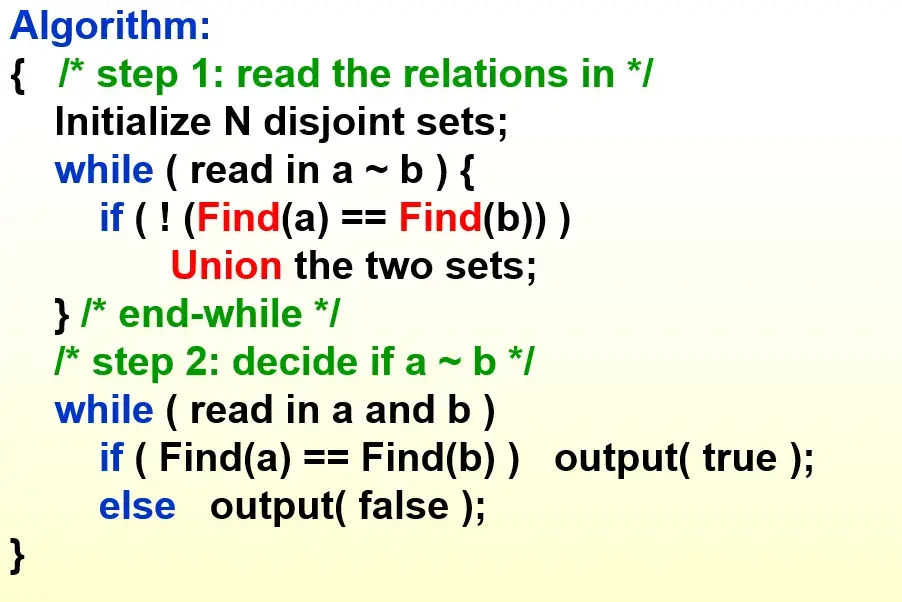 Algorithm:
{ /* step 1: read the relations in */
Initialize N disjoint sets;
while ( read in a ~ b ) {
if ( ! (Find(a) == Find(b)) )
Union the two sets;
} /* end-while */
/* step 2: decide if a ~ b */
while ( read in a and b )
if ( Find(a) == Find(b) ) output( true );
else output( false );
}